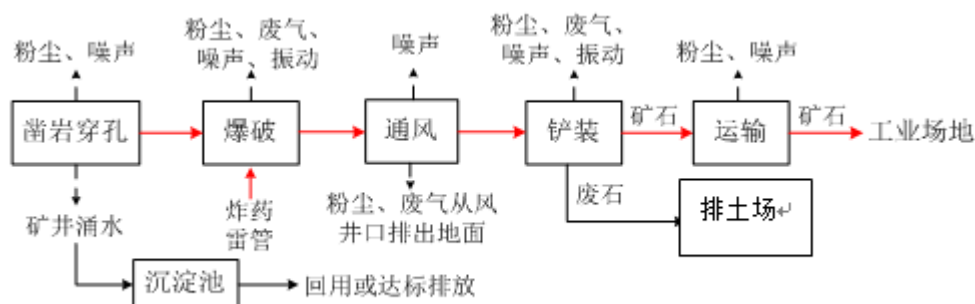 粉尘、噪声
粉尘、废气、
噪声、振动
噪声
粉尘、废气、
噪声、振动
粉尘、噪声
凿岩穿孔
爆破
通风
铲装
矿石
运输
矿石
工业场地
矿井涌水
炸药
雷管
粉尘、废气从风
井口排出地面
废石
排土场↵
沉淀池
回用或达标排放